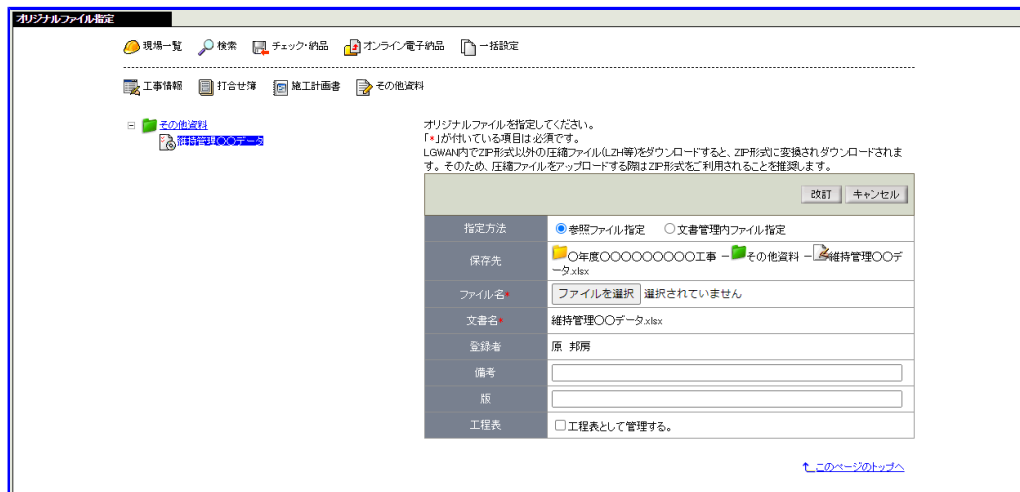 オリジナルファイル指定
現場一覧 検索 チェック・納品 オンライン電子納品 一括設定
工事情報 打合せ簿 施工計画書 その他資料
その他資料
維持管理〇〇データ
オリジナルファイルを指定してください。
「*」が付いている項目は必須です。
LGWAN内でZIP形式以外の圧縮ファイル(LZH等)をダウンロードすると、ZIP形式に変換されダウンロードされま
す。そのため、圧縮ファイルをアップロードする際はZIP形式をご利用されることを推奨します。
改訂 キャンセル
指定方法 参照ファイル指定 文書管理内ファイル指定
保存先 〇年度〇〇〇〇〇〇〇〇〇工事 － その他資料 － 維持管理〇〇デ
ータ.xlsx
ファイル名* ファイルを選択 選択されていません
文書名* 維持管理〇〇データ.xlsx
登録者 原 邦房
備考
版
工程表 工程表として管理する。
このページのトップへ